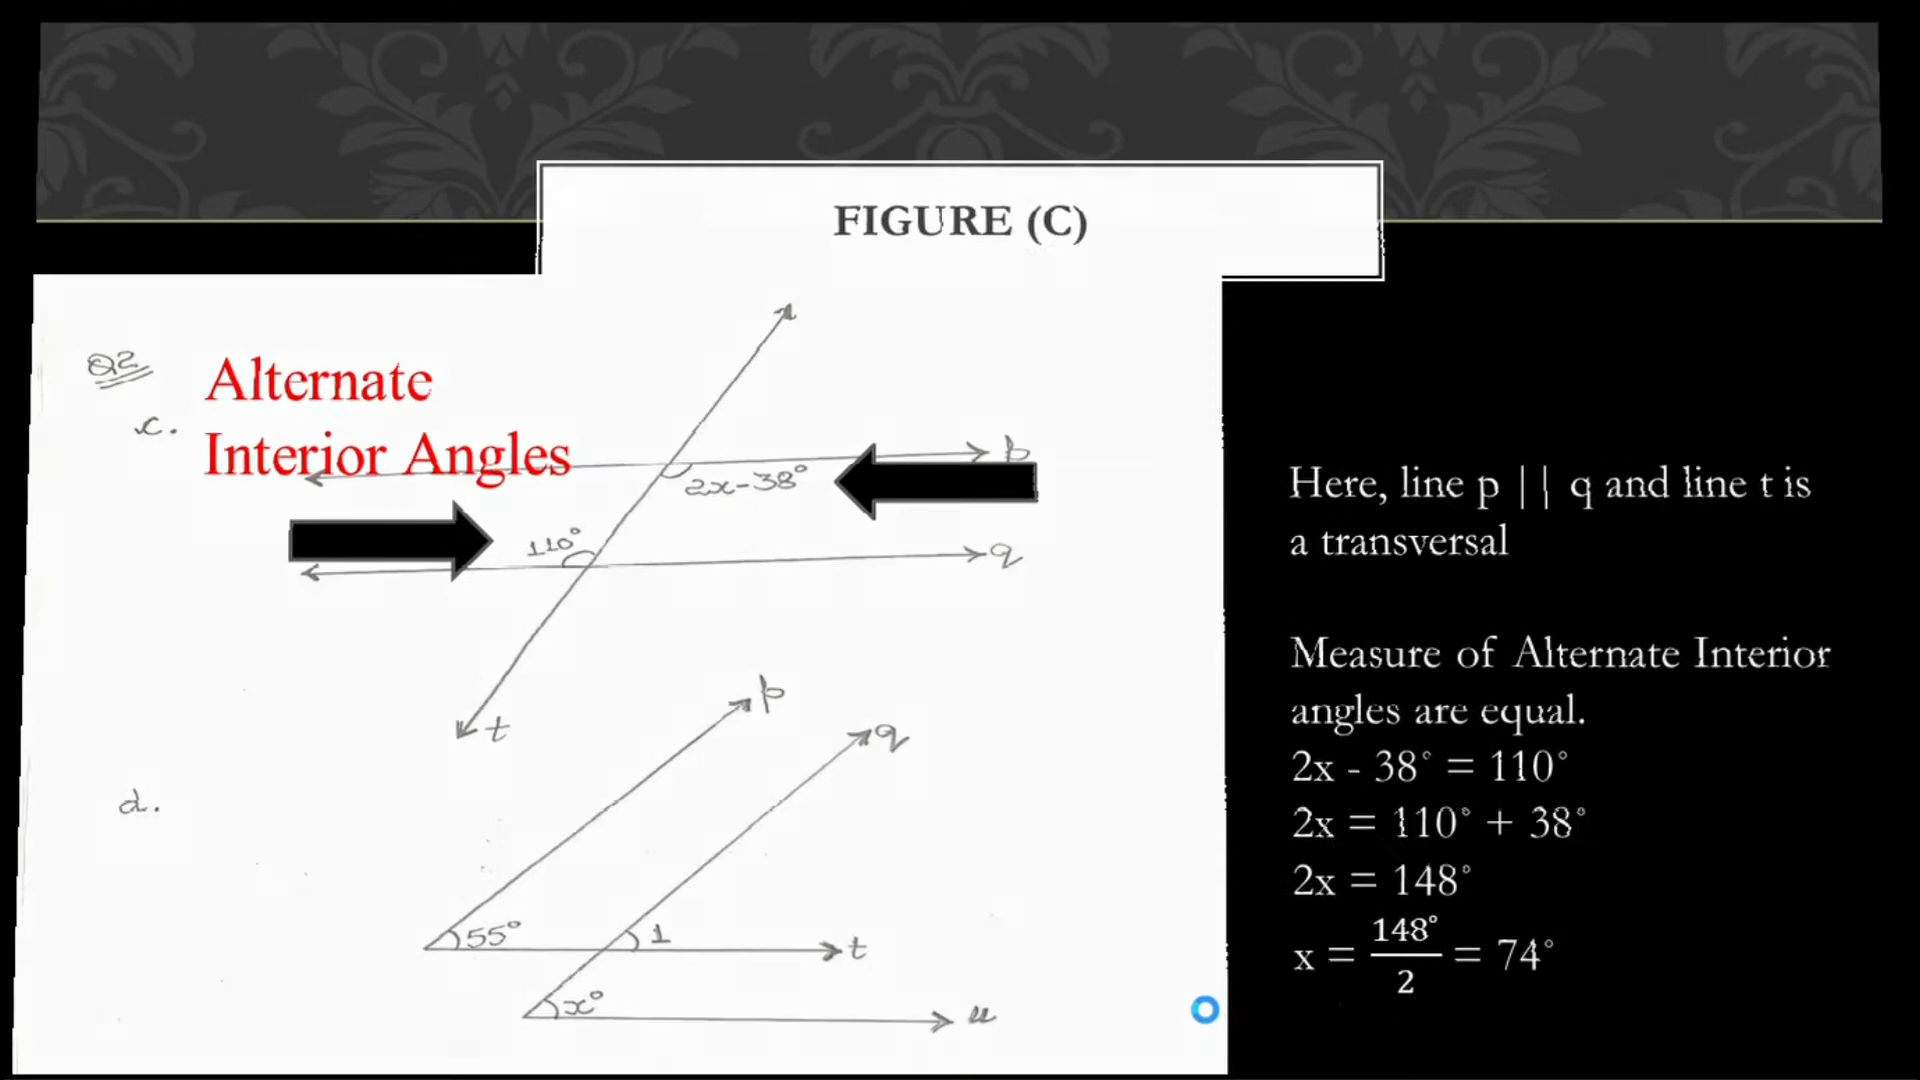 FIGURE (C)
Q2
c.
Alternate
Interior Angles
p
2x-38°
110°
q
t
p
q
d.
55°
1
t
x°
u
Here, line p || q and line t is
a transversal
Measure of Alternate Interior
angles are equal.
2x - 38° = 110°
2x = 110° + 38°
2x = 148°
x = 148°/2 = 74°